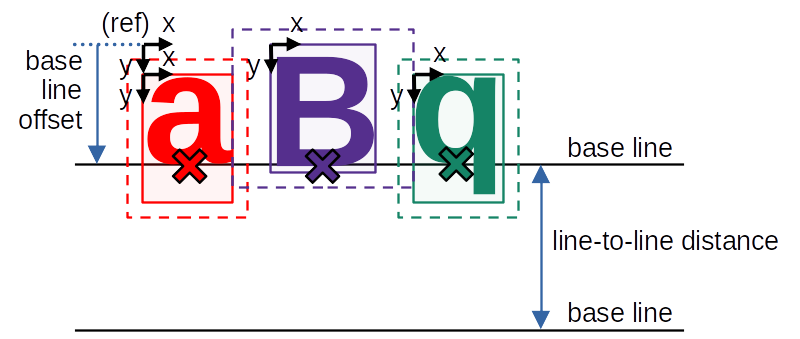 (ref) x
x
base
line
offset
y
x
y
a
y
x
B
y
x
q
base line
line-to-line distance
base line